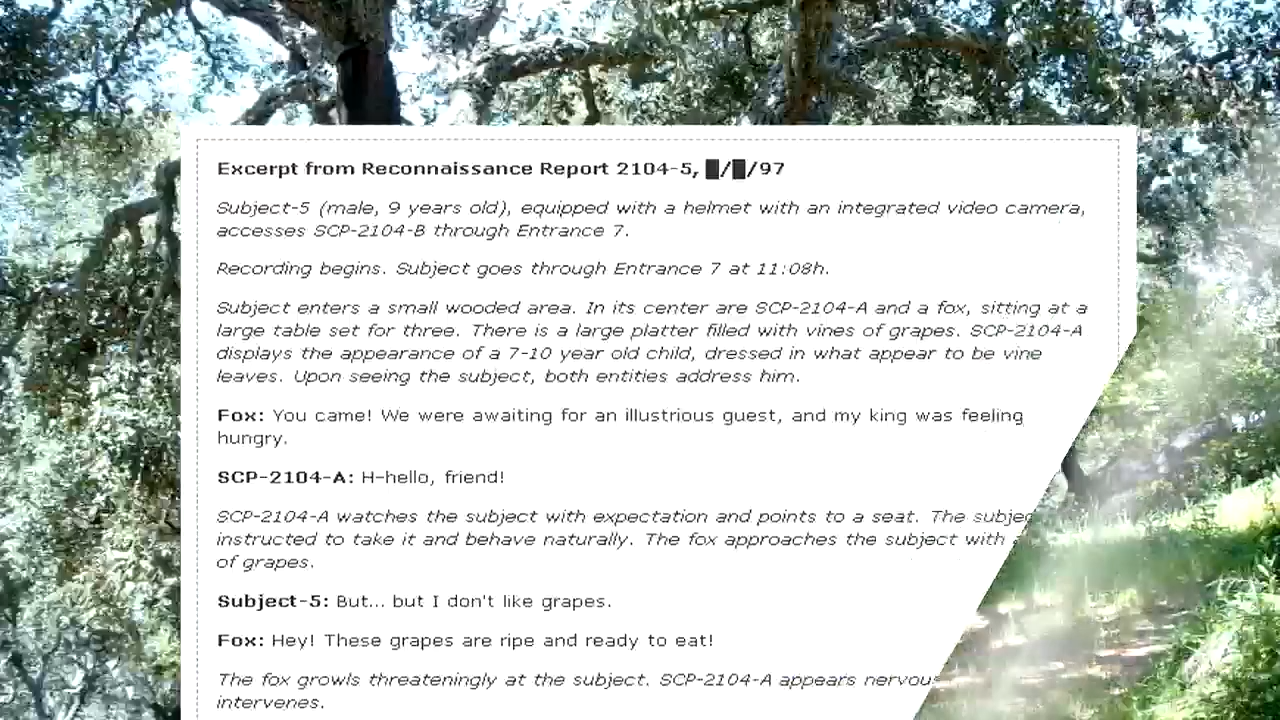 Excerpt from Reconnaissance Report 2104-5, █/█/97
Subject-5 (male, 9 years old), equipped with a helmet with an integrated video camera,
accesses SCP-2104-B through Entrance 7.
Recording begins. Subject goes through Entrance 7 at 11:08h.
Subject enters a small wooded area. In its center are SCP-2104-A and a fox, sitting at a
large table set for three. There is a large platter filled with vines of grapes. SCP-2104-A
displays the appearance of a 7-10 year old child, dressed in what appear to be vine
leaves. Upon seeing the subject, both entities address him.
Fox: You came! We were awaiting for an illustrious guest, and my king was feeling
hungry.
SCP-2104-A: H-hello, friend!
SCP-2104-A watches the subject with expectation and points to a seat. The
instructed to take it and behave naturally. The fox approaches the subject with
of grapes.
Subject-5: But... but I don't like grapes.
Fox: Hey! These grapes are ripe and ready to eat!
The fox growls threateningly at the subject. SCP-2104-A appears nervous
intervenes.